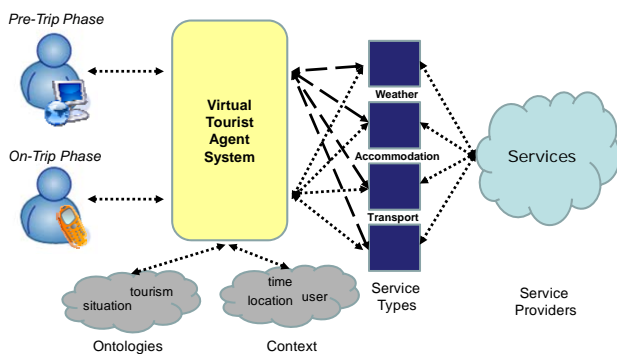 Pre-Trip Phase
On-Trip Phase
Virtual
Tourist
Agent
System
Weather
Accommodation
Transport
Services
tourism
situation
time
location user
Ontologies
Context
Service
Types
Service
Providers